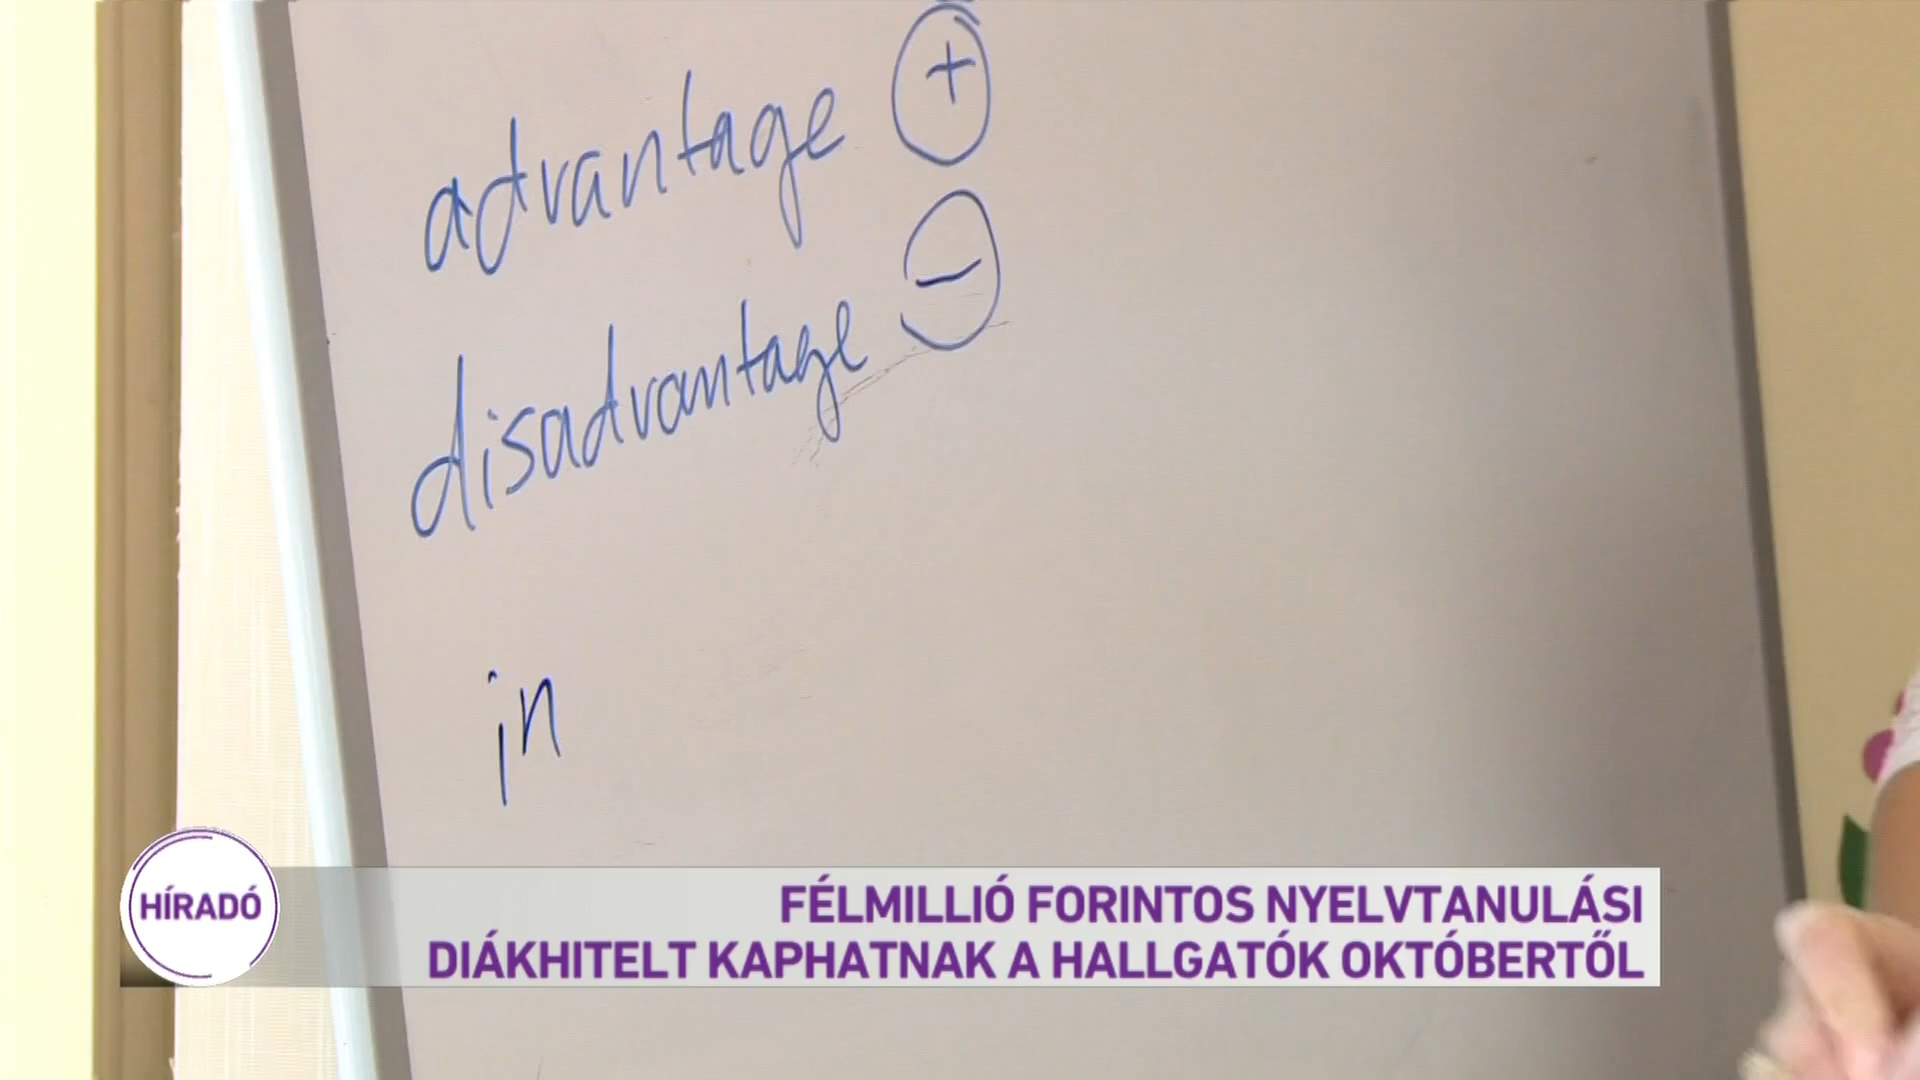 advantage +
disadvantage −
in
HÍRADÓ
FÉLMILLIÓ FORINTOS NYELVTANULÁSI
DIÁKHITELT KAPHATNAK A HALLGATÓK OKTÓBERTŐL